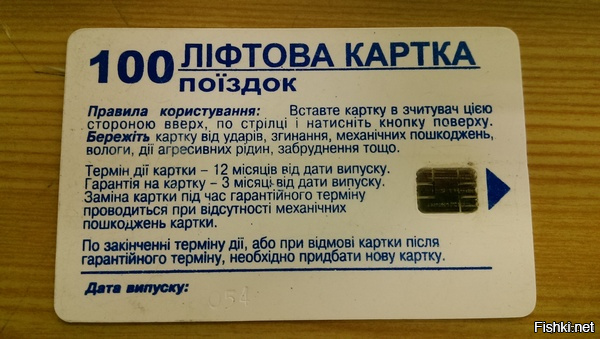 100 ЛІФТОВА КАРТКА
поїздок
Правила користування: Вставте картку в зчитувач цією
стороною вверх, по стрілці і натисніть кнопку поверху.
Бережіть картку від ударів, згинання, механічних пошкоджень,
вологи, дії агресивних рідин, забруднення тощо.
Термін дії картки – 12 місяців від дати випуску.
Гарантія на картку – 3 місяці від дати випуску.
Заміна картки під час гарантійного терміну
проводиться при відсутності механічних
пошкоджень картки.
По закінченні терміну дії, або при відмові картки після
гарантійного терміну, необхідно придбати нову картку.
Дата випуску:
Fishki.net